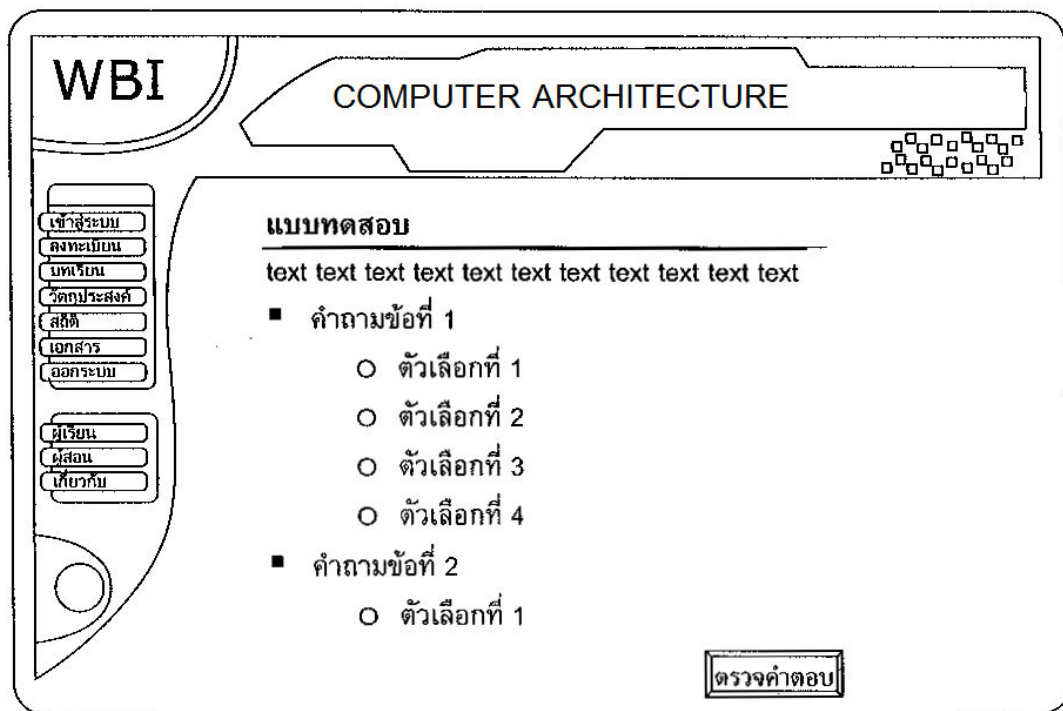 WBI
COMPUTER ARCHITECTURE
เข้าสู่ระบบ
ลงทะเบียน
บทเรียน
วัตถุประสงค์
สถิติ
เอกสาร
ออกระบบ
ผู้เรียน
ผู้สอน
เกี่ยวกับ
แบบทดสอบ
text text text text text text text text text text text
▪ คำถามข้อที่ 1
○ ตัวเลือกที่ 1
○ ตัวเลือกที่ 2
○ ตัวเลือกที่ 3
○ ตัวเลือกที่ 4
▪ คำถามข้อที่ 2
○ ตัวเลือกที่ 1
ตรวจคำตอบ